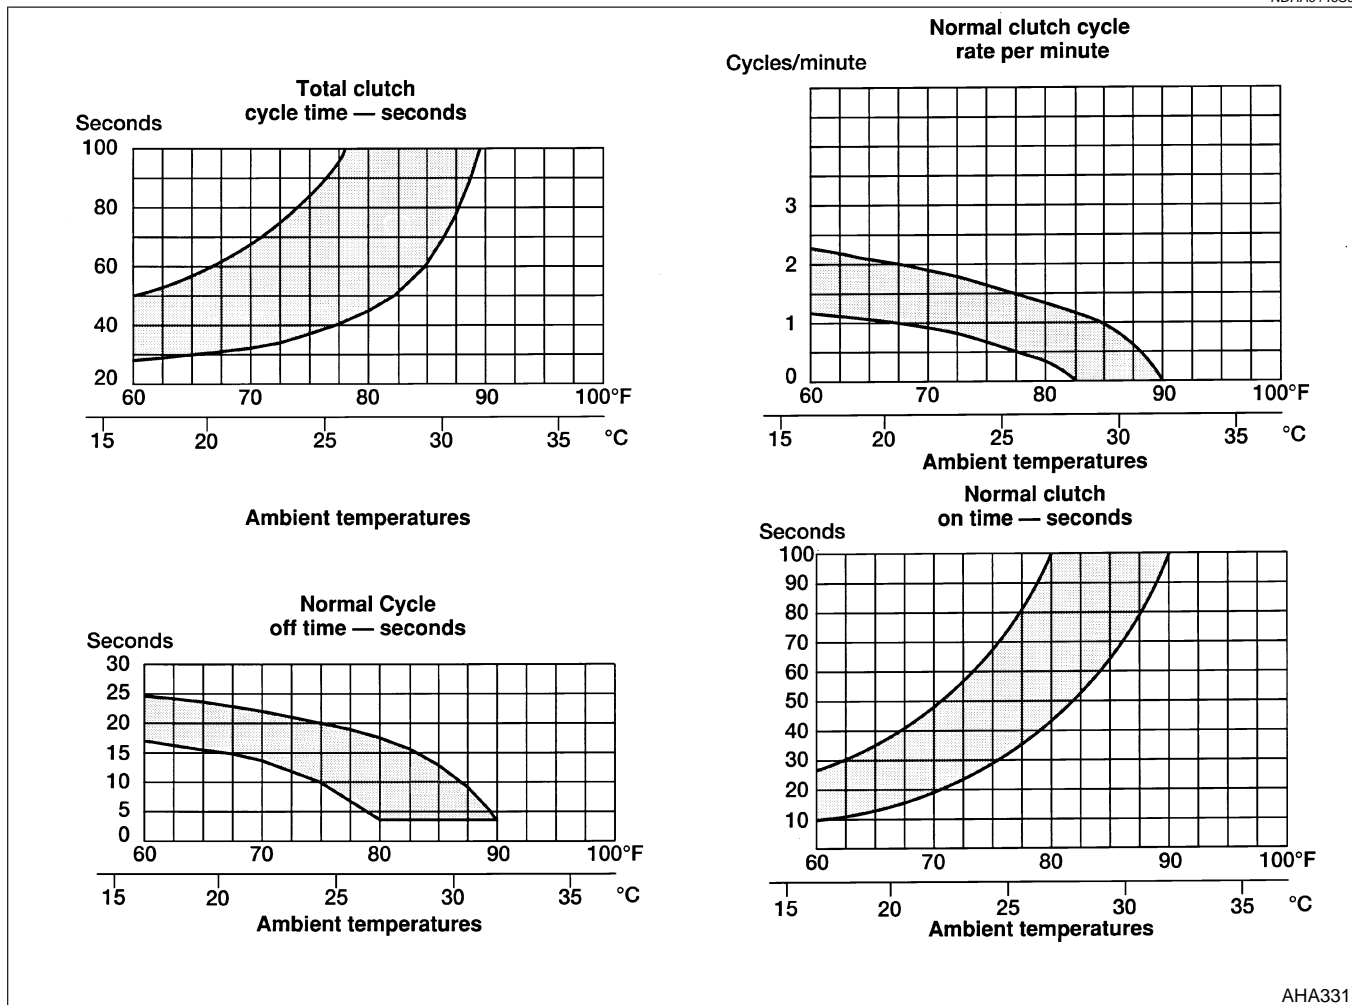 Total clutch
cycle time — seconds
Seconds
100
80
60
40
20
60 70 80 90 100°F
15 20 25 30 35 °C
Ambient temperatures
Normal clutch cycle
rate per minute
Cycles/minute
3
2
1
0
60 70 80 90 100°F
15 20 25 30 35 °C
Ambient temperatures
Normal Cycle
off time — seconds
Seconds
30
25
20
15
10
5
0
60 70 80 90 100°F
15 20 25 30 35 °C
Ambient temperatures
Normal clutch
on time — seconds
Seconds
100
90
80
70
60
50
40
30
20
10
60 70 80 90 100°F
15 20 25 30 35 °C
Ambient temperatures
AHA331